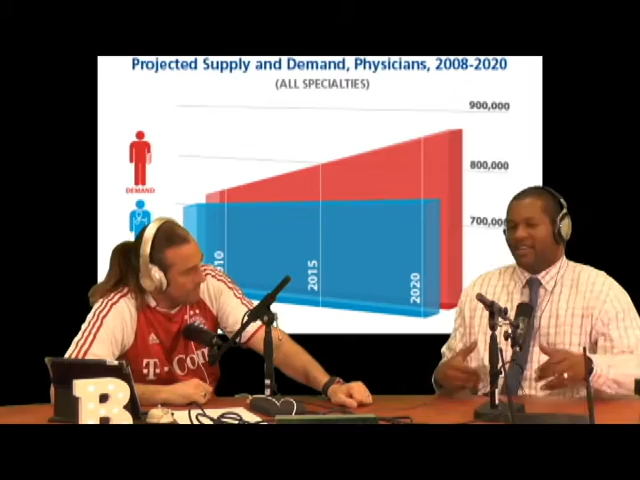 Projected Supply and Demand, Physicians, 2008-2020
(ALL SPECIALTIES)
900,000
DEMAND
800,000
700,000
2015
2020
T
Com
B